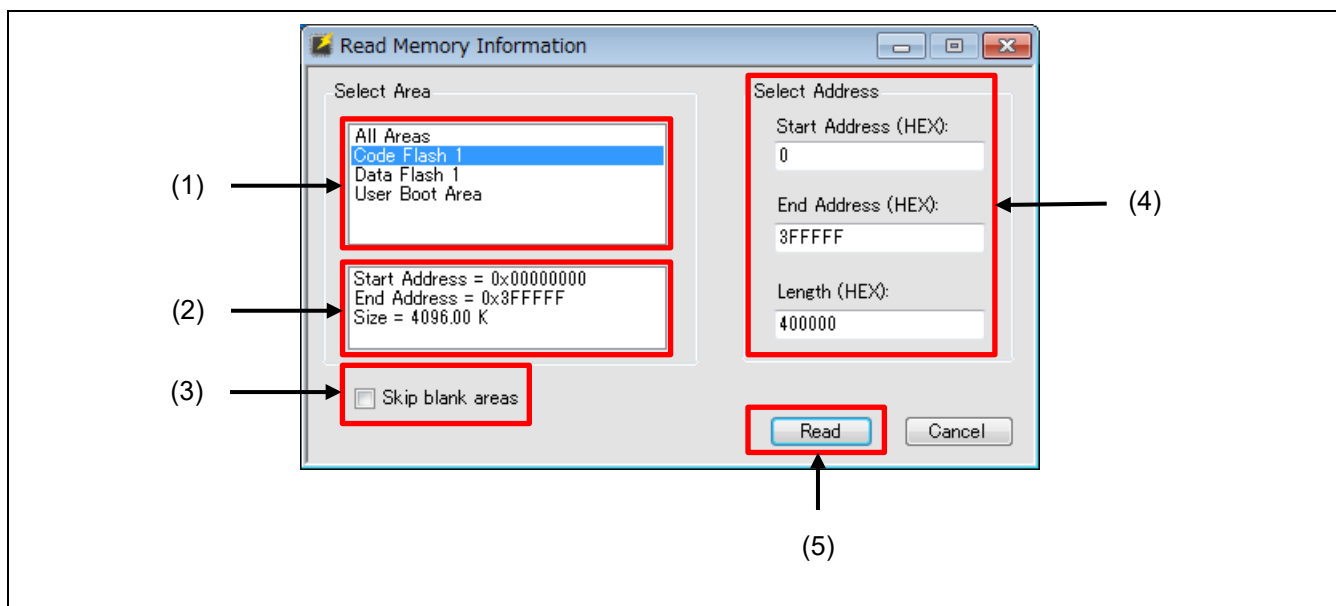 Read Memory Information
Select Area
All Areas
Code Flash 1
Data Flash 1
User Boot Area
(1)
Start Address = 0x00000000
End Address = 0x3FFFFF
Size = 4096.00 K
(2)
(3)
Skip blank areas
Select Address
Start Address (HEX):
0
End Address (HEX):
3FFFFF
Length (HEX):
400000
(4)
Read
Cancel
(5)